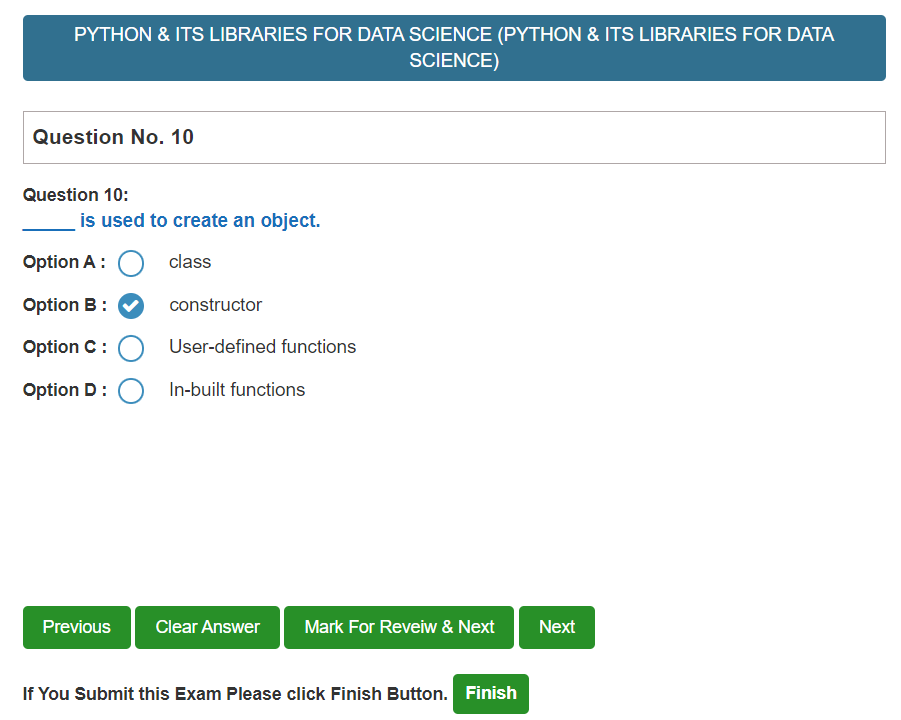 PYTHON & ITS LIBRARIES FOR DATA SCIENCE (PYTHON & ITS LIBRARIES FOR DATA
SCIENCE)
Question No. 10
Question 10:
_____ is used to create an object.
Option A : class
Option B : constructor
Option C : User-defined functions
Option D : In-built functions
Previous Clear Answer Mark For Reveiw & Next Next
If You Submit this Exam Please click Finish Button. Finish